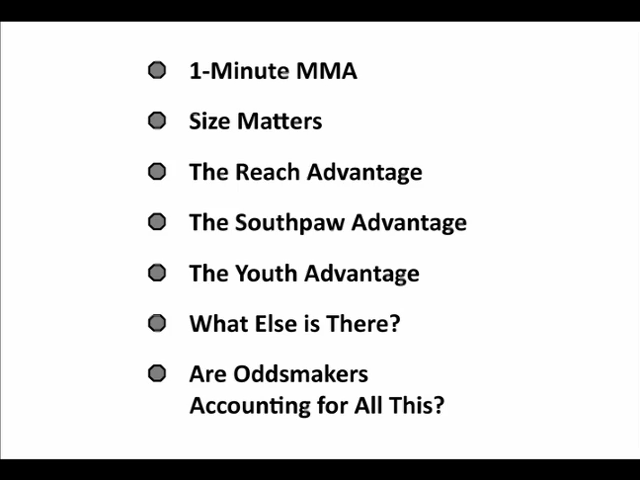 1-Minute MMA
Size Matters
The Reach Advantage
The Southpaw Advantage
The Youth Advantage
What Else is There?
Are Oddsmakers
Accounting for All This?